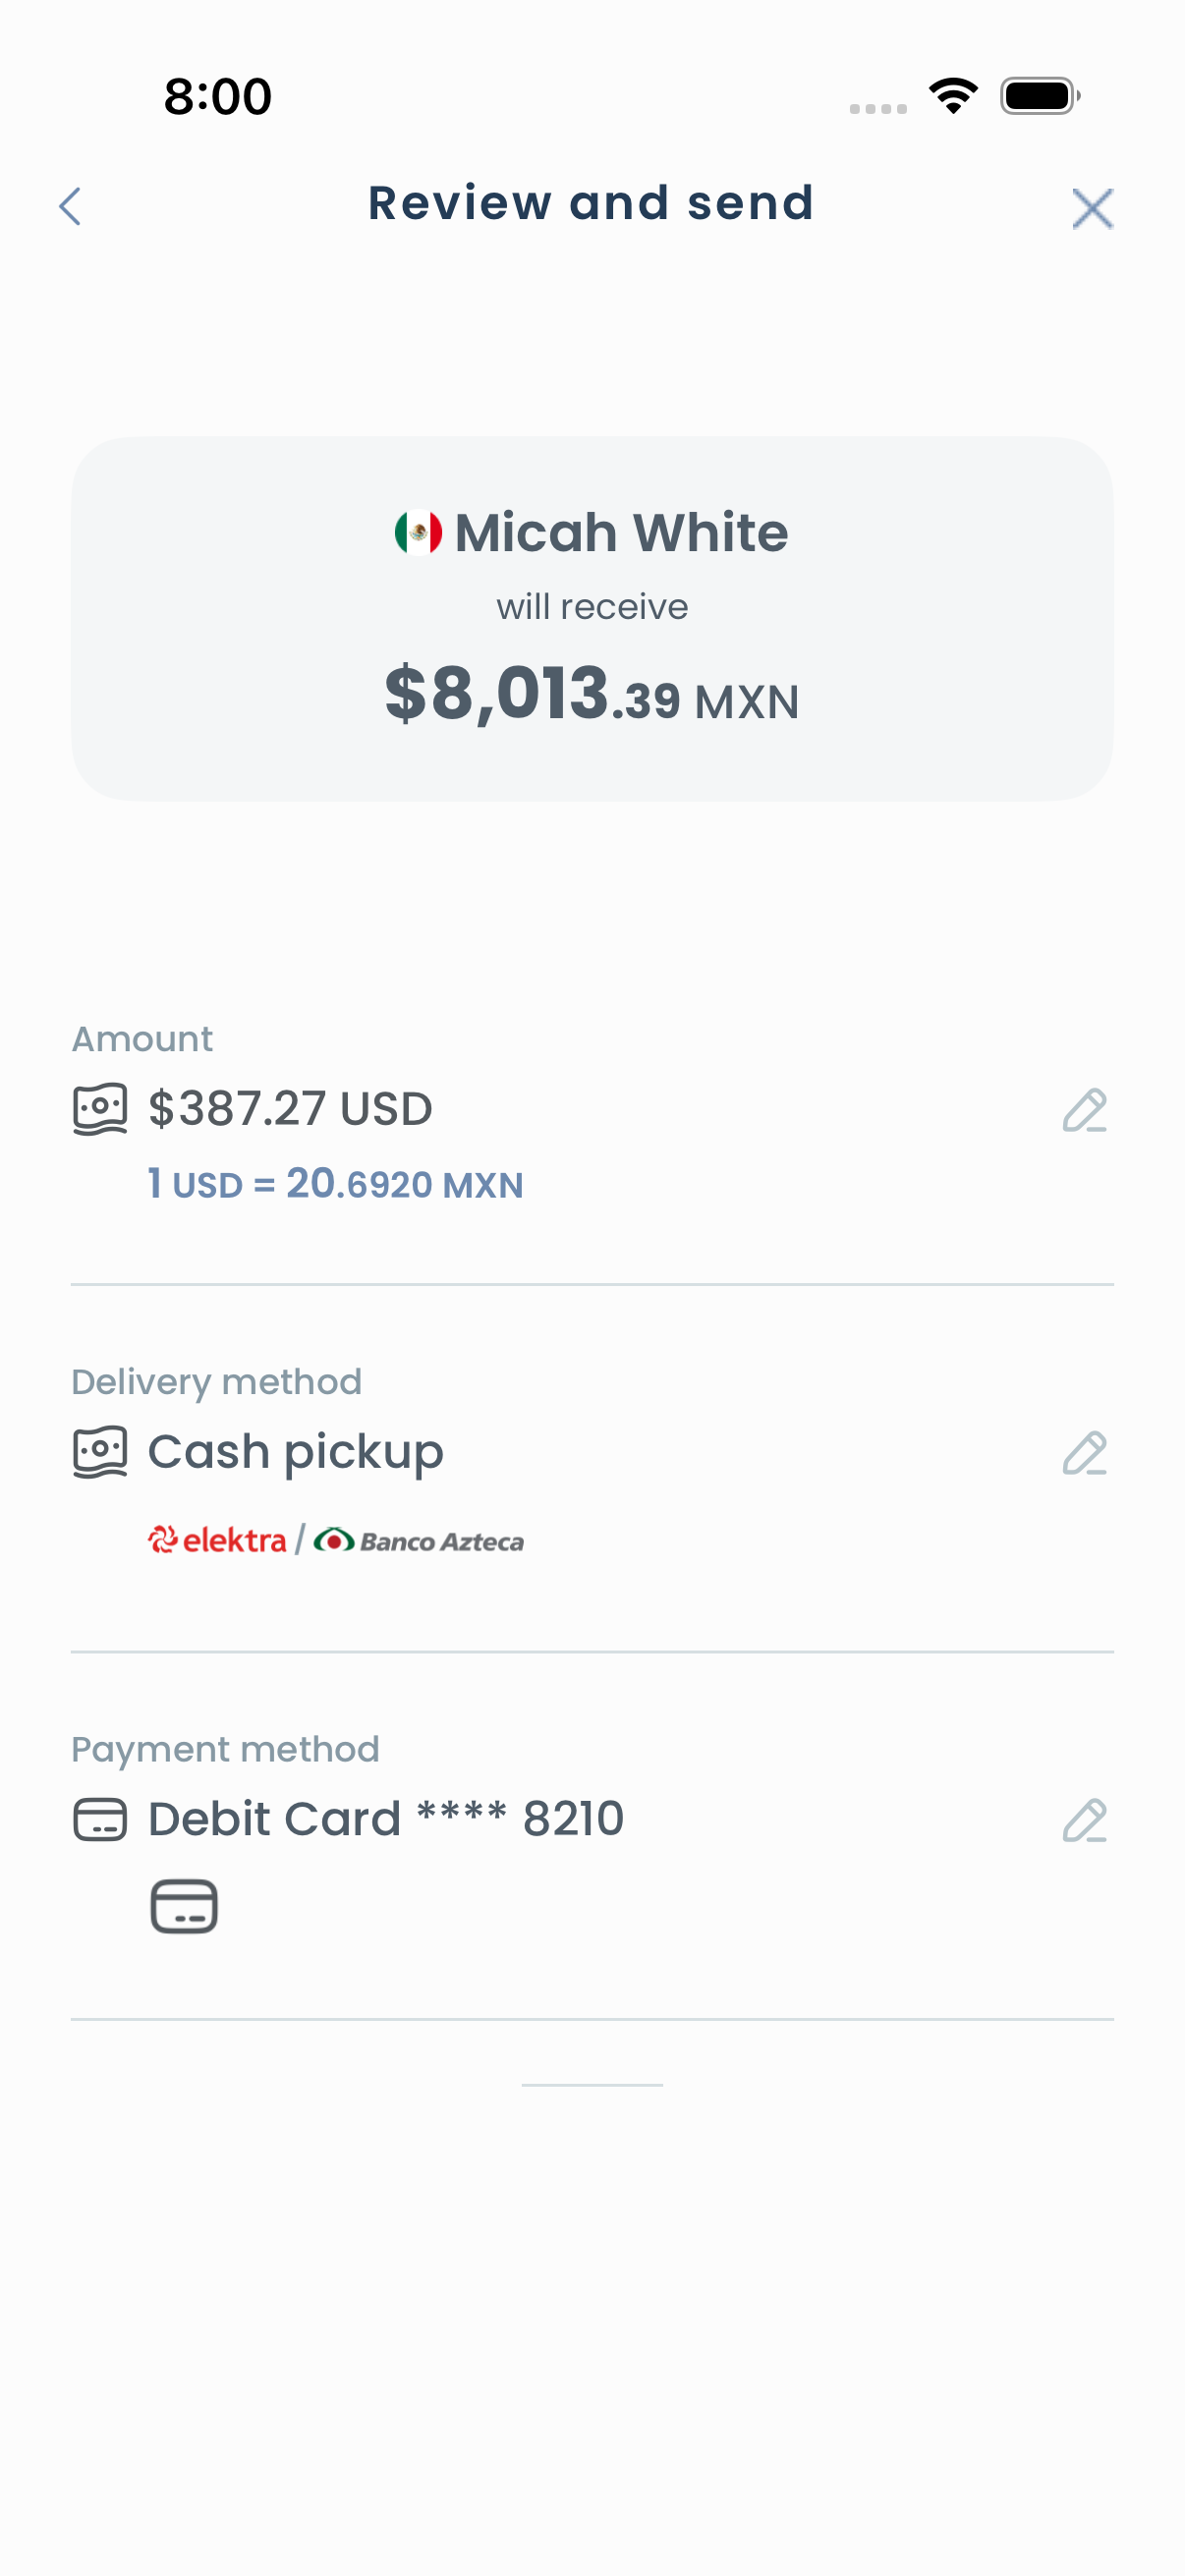 8:00
Review and send
Micah White
will receive
$8,013.39 MXN
Amount
$387.27 USD
1 USD = 20.6920 MXN
Delivery method
Cash pickup
elektra / Banco Azteca
Payment method
Debit Card **** 8210